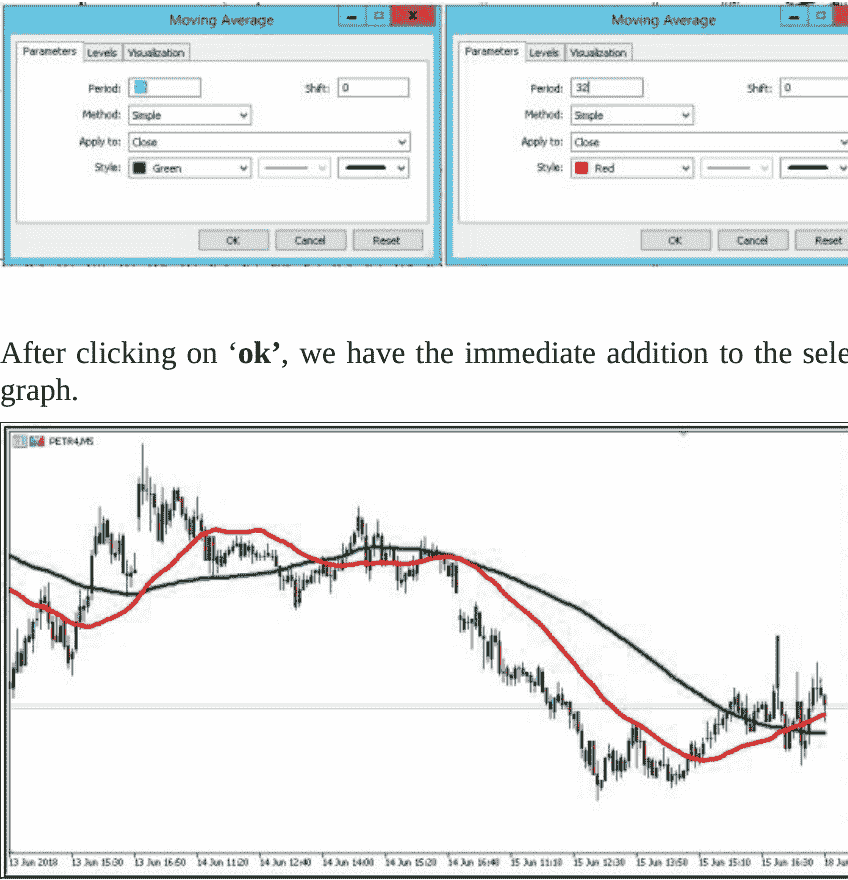 Moving Average
Parameters Levels Visualization
Period: Shift: 0
Method: Simple
Apply to: Close
Style: Green
OK Cancel Reset
Moving Average
Parameters Levels Visualization
Period: 32 Shift: 0
Method: Simple
Apply to: Close
Style: Red
OK Cancel Reset
After clicking on ‘ok’, we have the immediate addition to the sele
graph.
PETR4,M5
13 Jun 2018 13 Jun 15:30 13 Jun 16:50 14 Jun 11:20 14 Jun 12:40 14 Jun 14:00 14 Jun 15:20 14 Jun 16:40 15 Jun 11:10 15 Jun 12:30 15 Jun 13:50 15 Jun 15:10 15 Jun 16:30 18 Jun